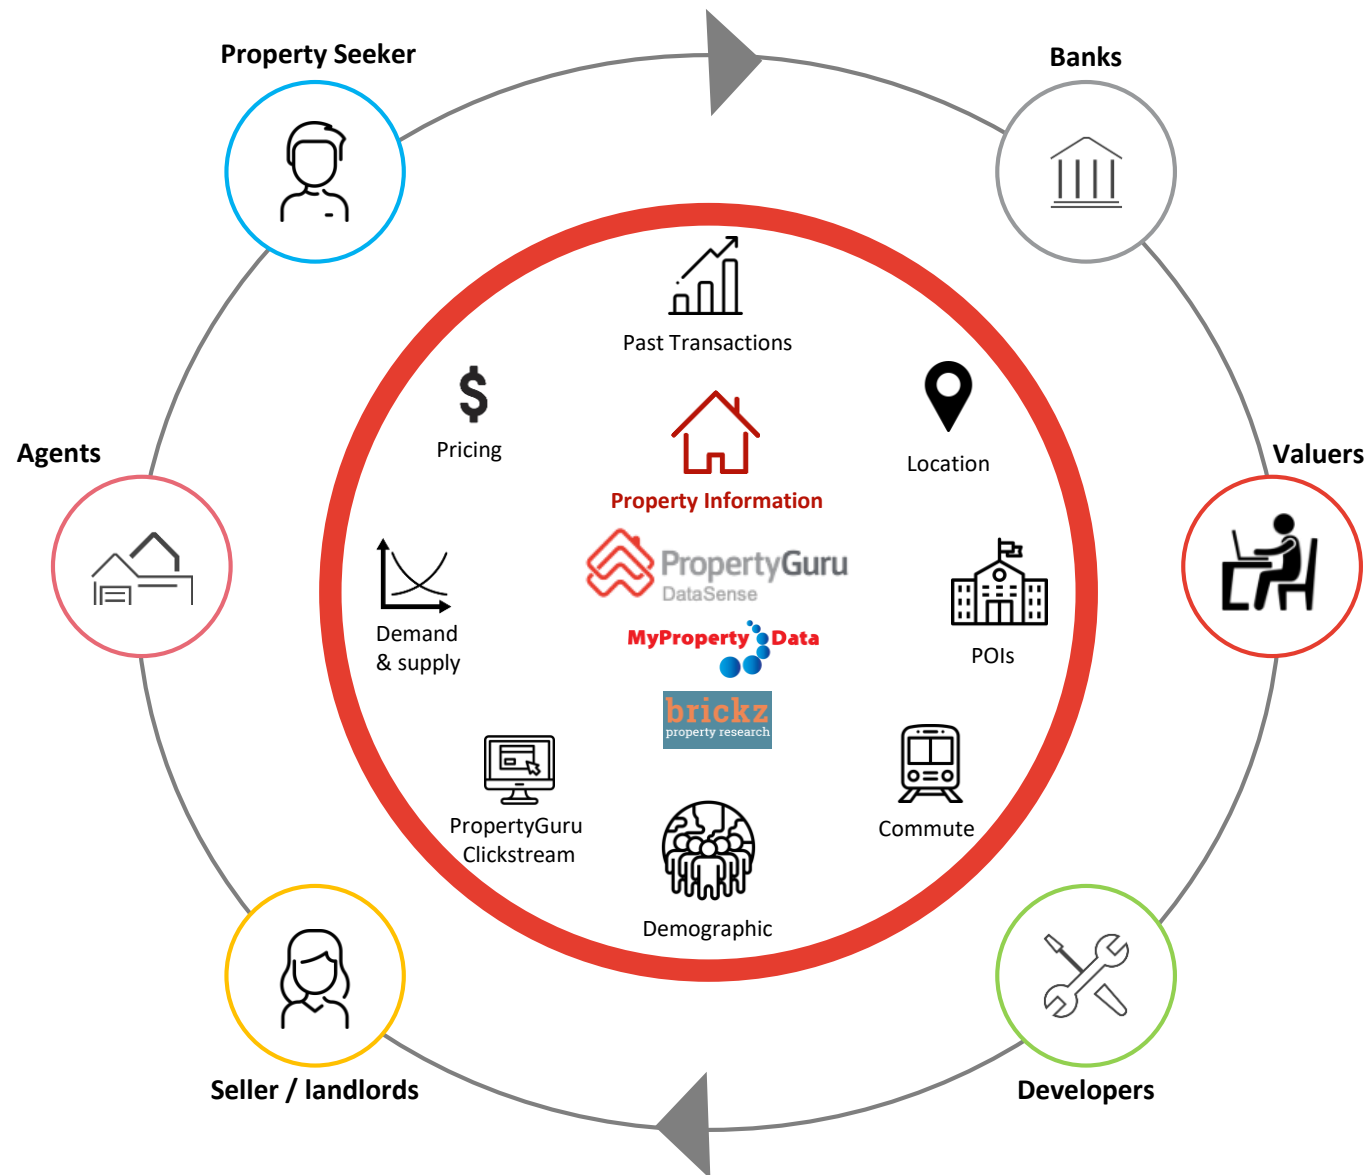 Property Seeker
Banks
Past Transactions
Pricing
Location
Agents
Valuers
Property Information
PropertyGuru
DataSense
MyProperty Data
Demand
& supply
POIs
brickz
property research
PropertyGuru
Clickstream
Commute
Demographic
Seller / landlords
Developers